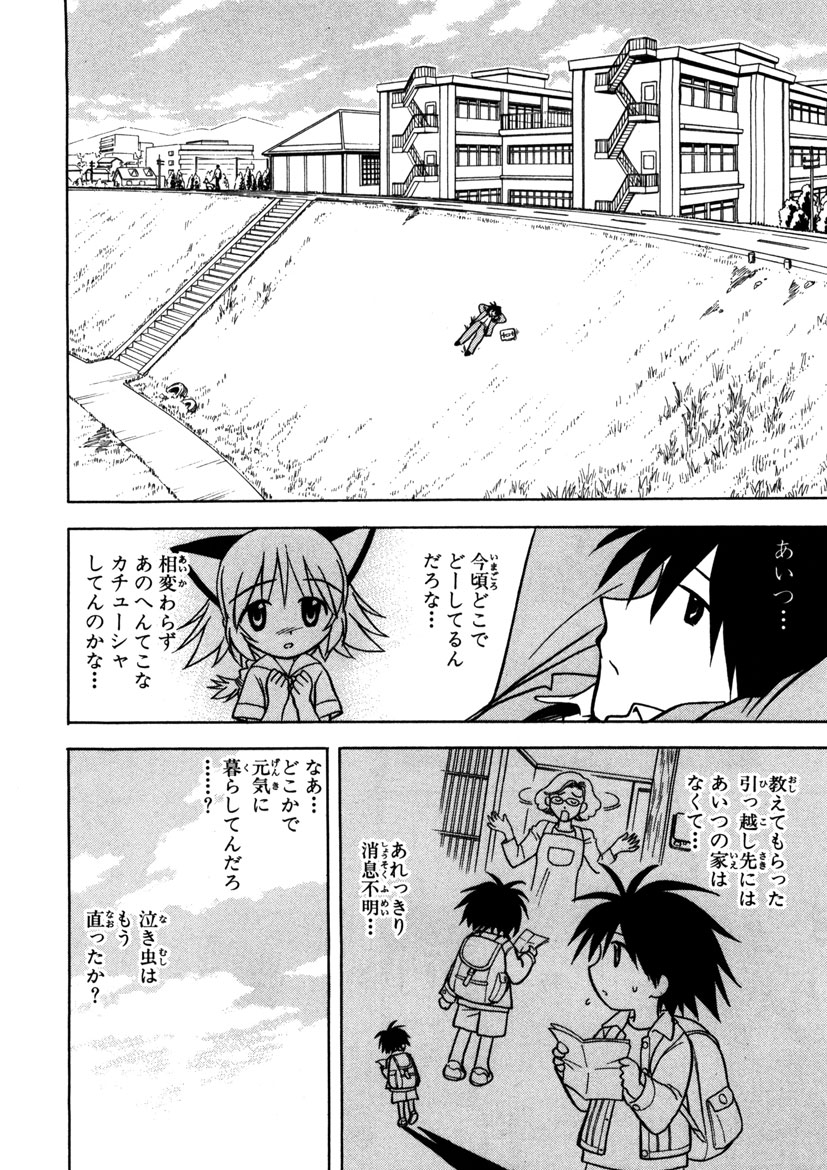 あいつ…
今頃どこで
どーしてるん
だろな…
相変わらず
あのへんてこな
カチューシャ
してんのかな…
教えてもらった
引っ越し先には
あいつの家は
なくて…
あれっきり
消息不明…
なあ…
どこかで
元気に
暮らしてんだろ
……？
泣き虫は
もう
直ったか？